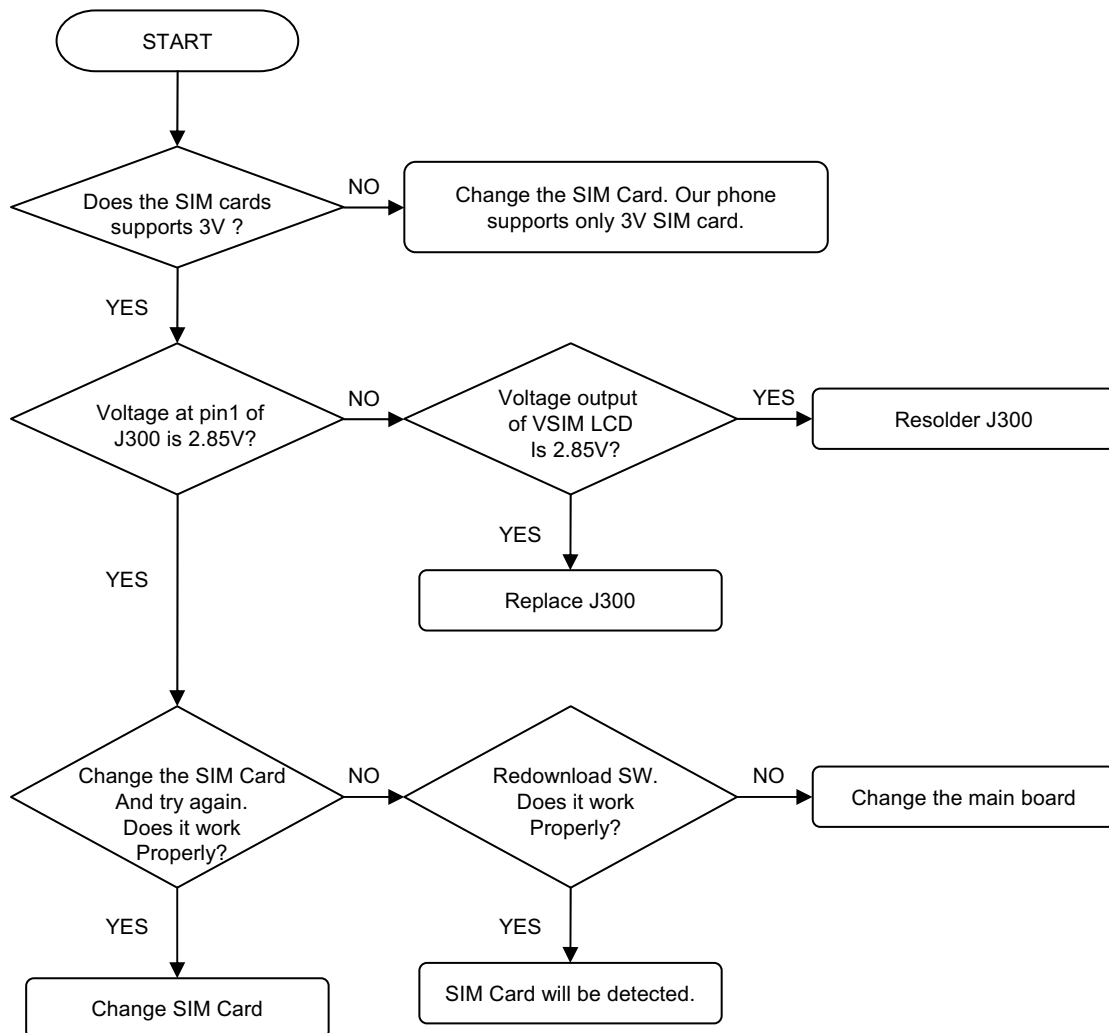 START
Does the SIM cards
supports 3V ?
NO
Change the SIM Card. Our phone
supports only 3V SIM card.
YES
Voltage at pin1 of
J300 is 2.85V?
NO
Voltage output
of VSIM LCD
Is 2.85V?
YES
Resolder J300
YES
Replace J300
YES
Change the SIM Card
And try again.
Does it work
Properly?
NO
Redownload SW.
Does it work
Properly?
NO
Change the main board
YES
Change SIM Card
YES
SIM Card will be detected.